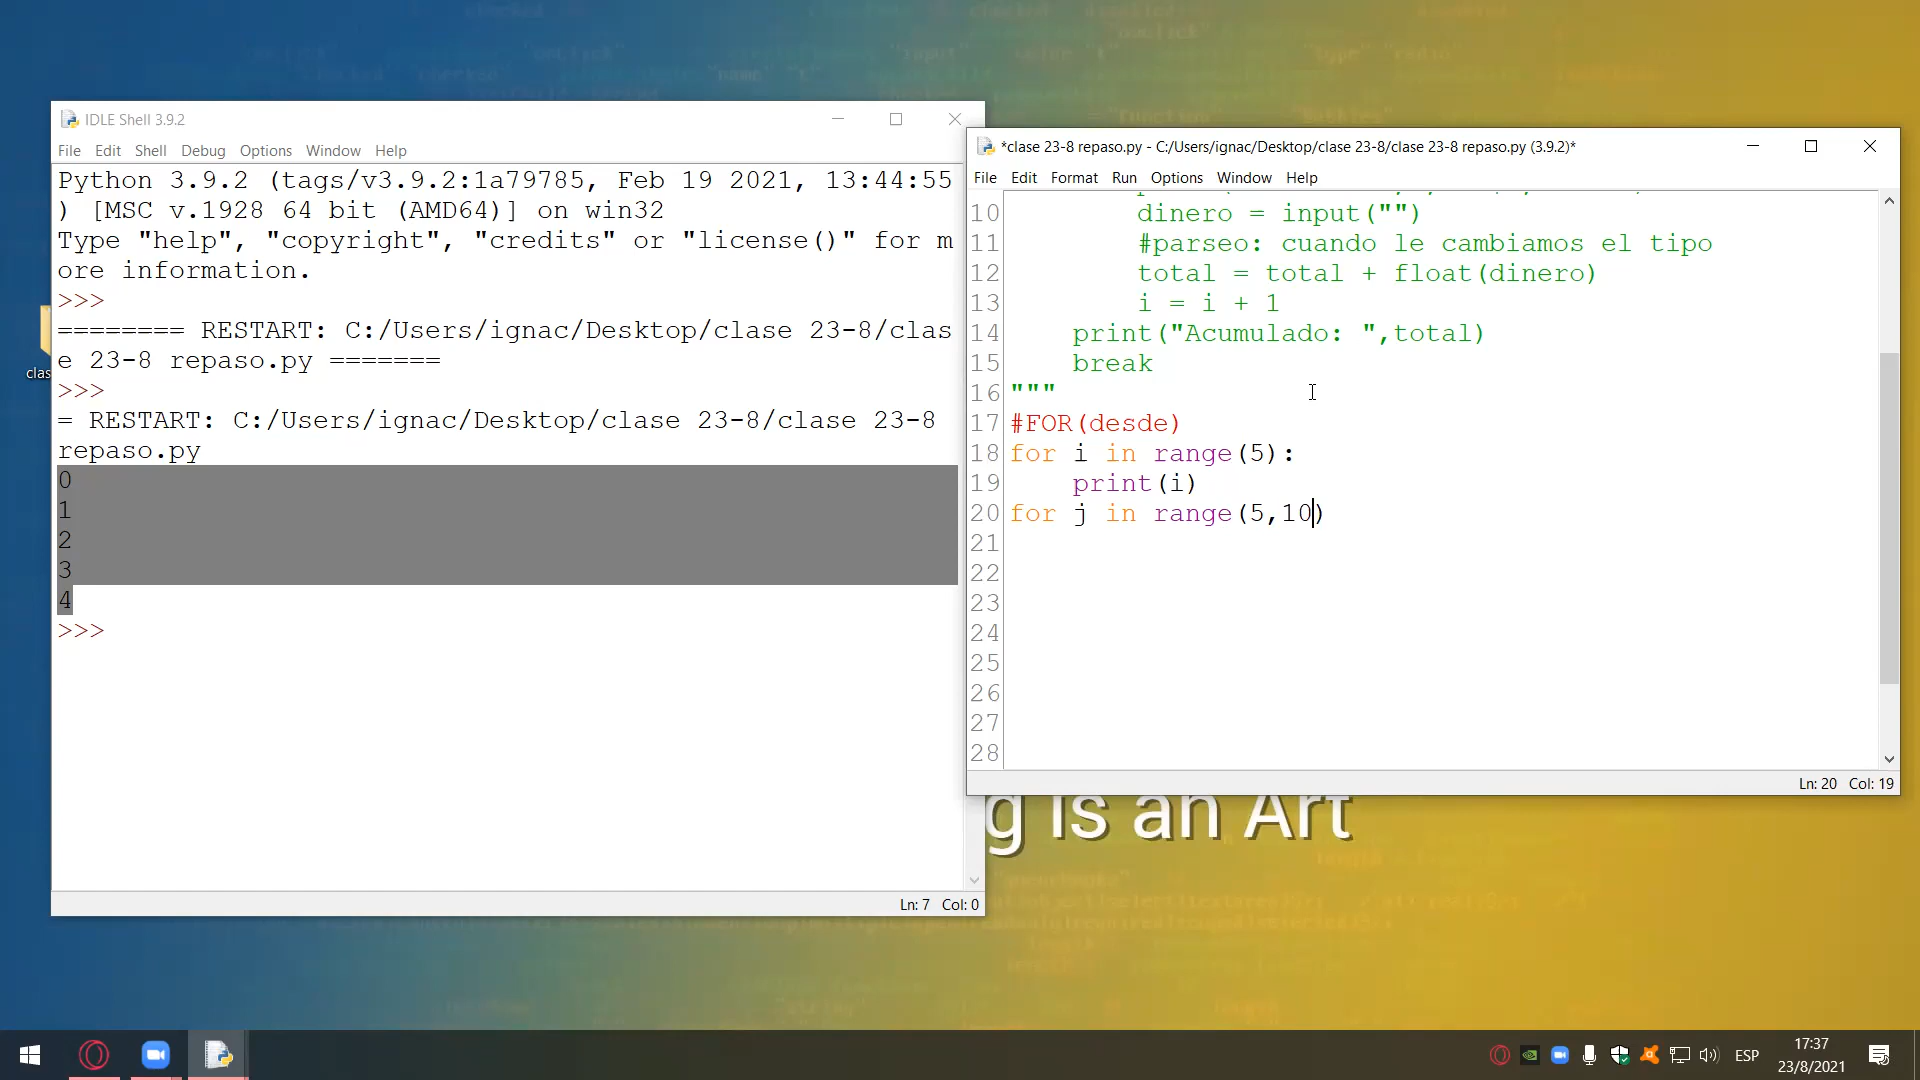 IDLE Shell 3.9.2
File Edit Shell Debug Options Window Help
Python 3.9.2 (tags/v3.9.2:1a79785, Feb 19 2021, 13:44:55
) [MSC v.1928 64 bit (AMD64)] on win32
Type "help", "copyright", "credits" or "license()" for m
ore information.
>>>
======== RESTART: C:/Users/ignac/Desktop/clase 23-8/clas
e 23-8 repaso.py =======
>>>
= RESTART: C:/Users/ignac/Desktop/clase 23-8/clase 23-8
repaso.py
0
1
2
3
4
>>>
Ln: 7 Col: 0
clas
*clase 23-8 repaso.py - C:/Users/ignac/Desktop/clase 23-8/clase 23-8 repaso.py (3.9.2)*
File Edit Format Run Options Window Help
10 dinero = input("")
11 #parseo: cuando le cambiamos el tipo
12 total = total + float(dinero)
13 i = i + 1
14 print("Acumulado: ",total)
15 break
16 """
17 #FOR(desde)
18 for i in range(5):
19 print(i)
20 for j in range(5,10)
21
22
23
24
25
26
27
28
Ln: 20 Col: 19
g is an Art
ESP
17:37
23/8/2021